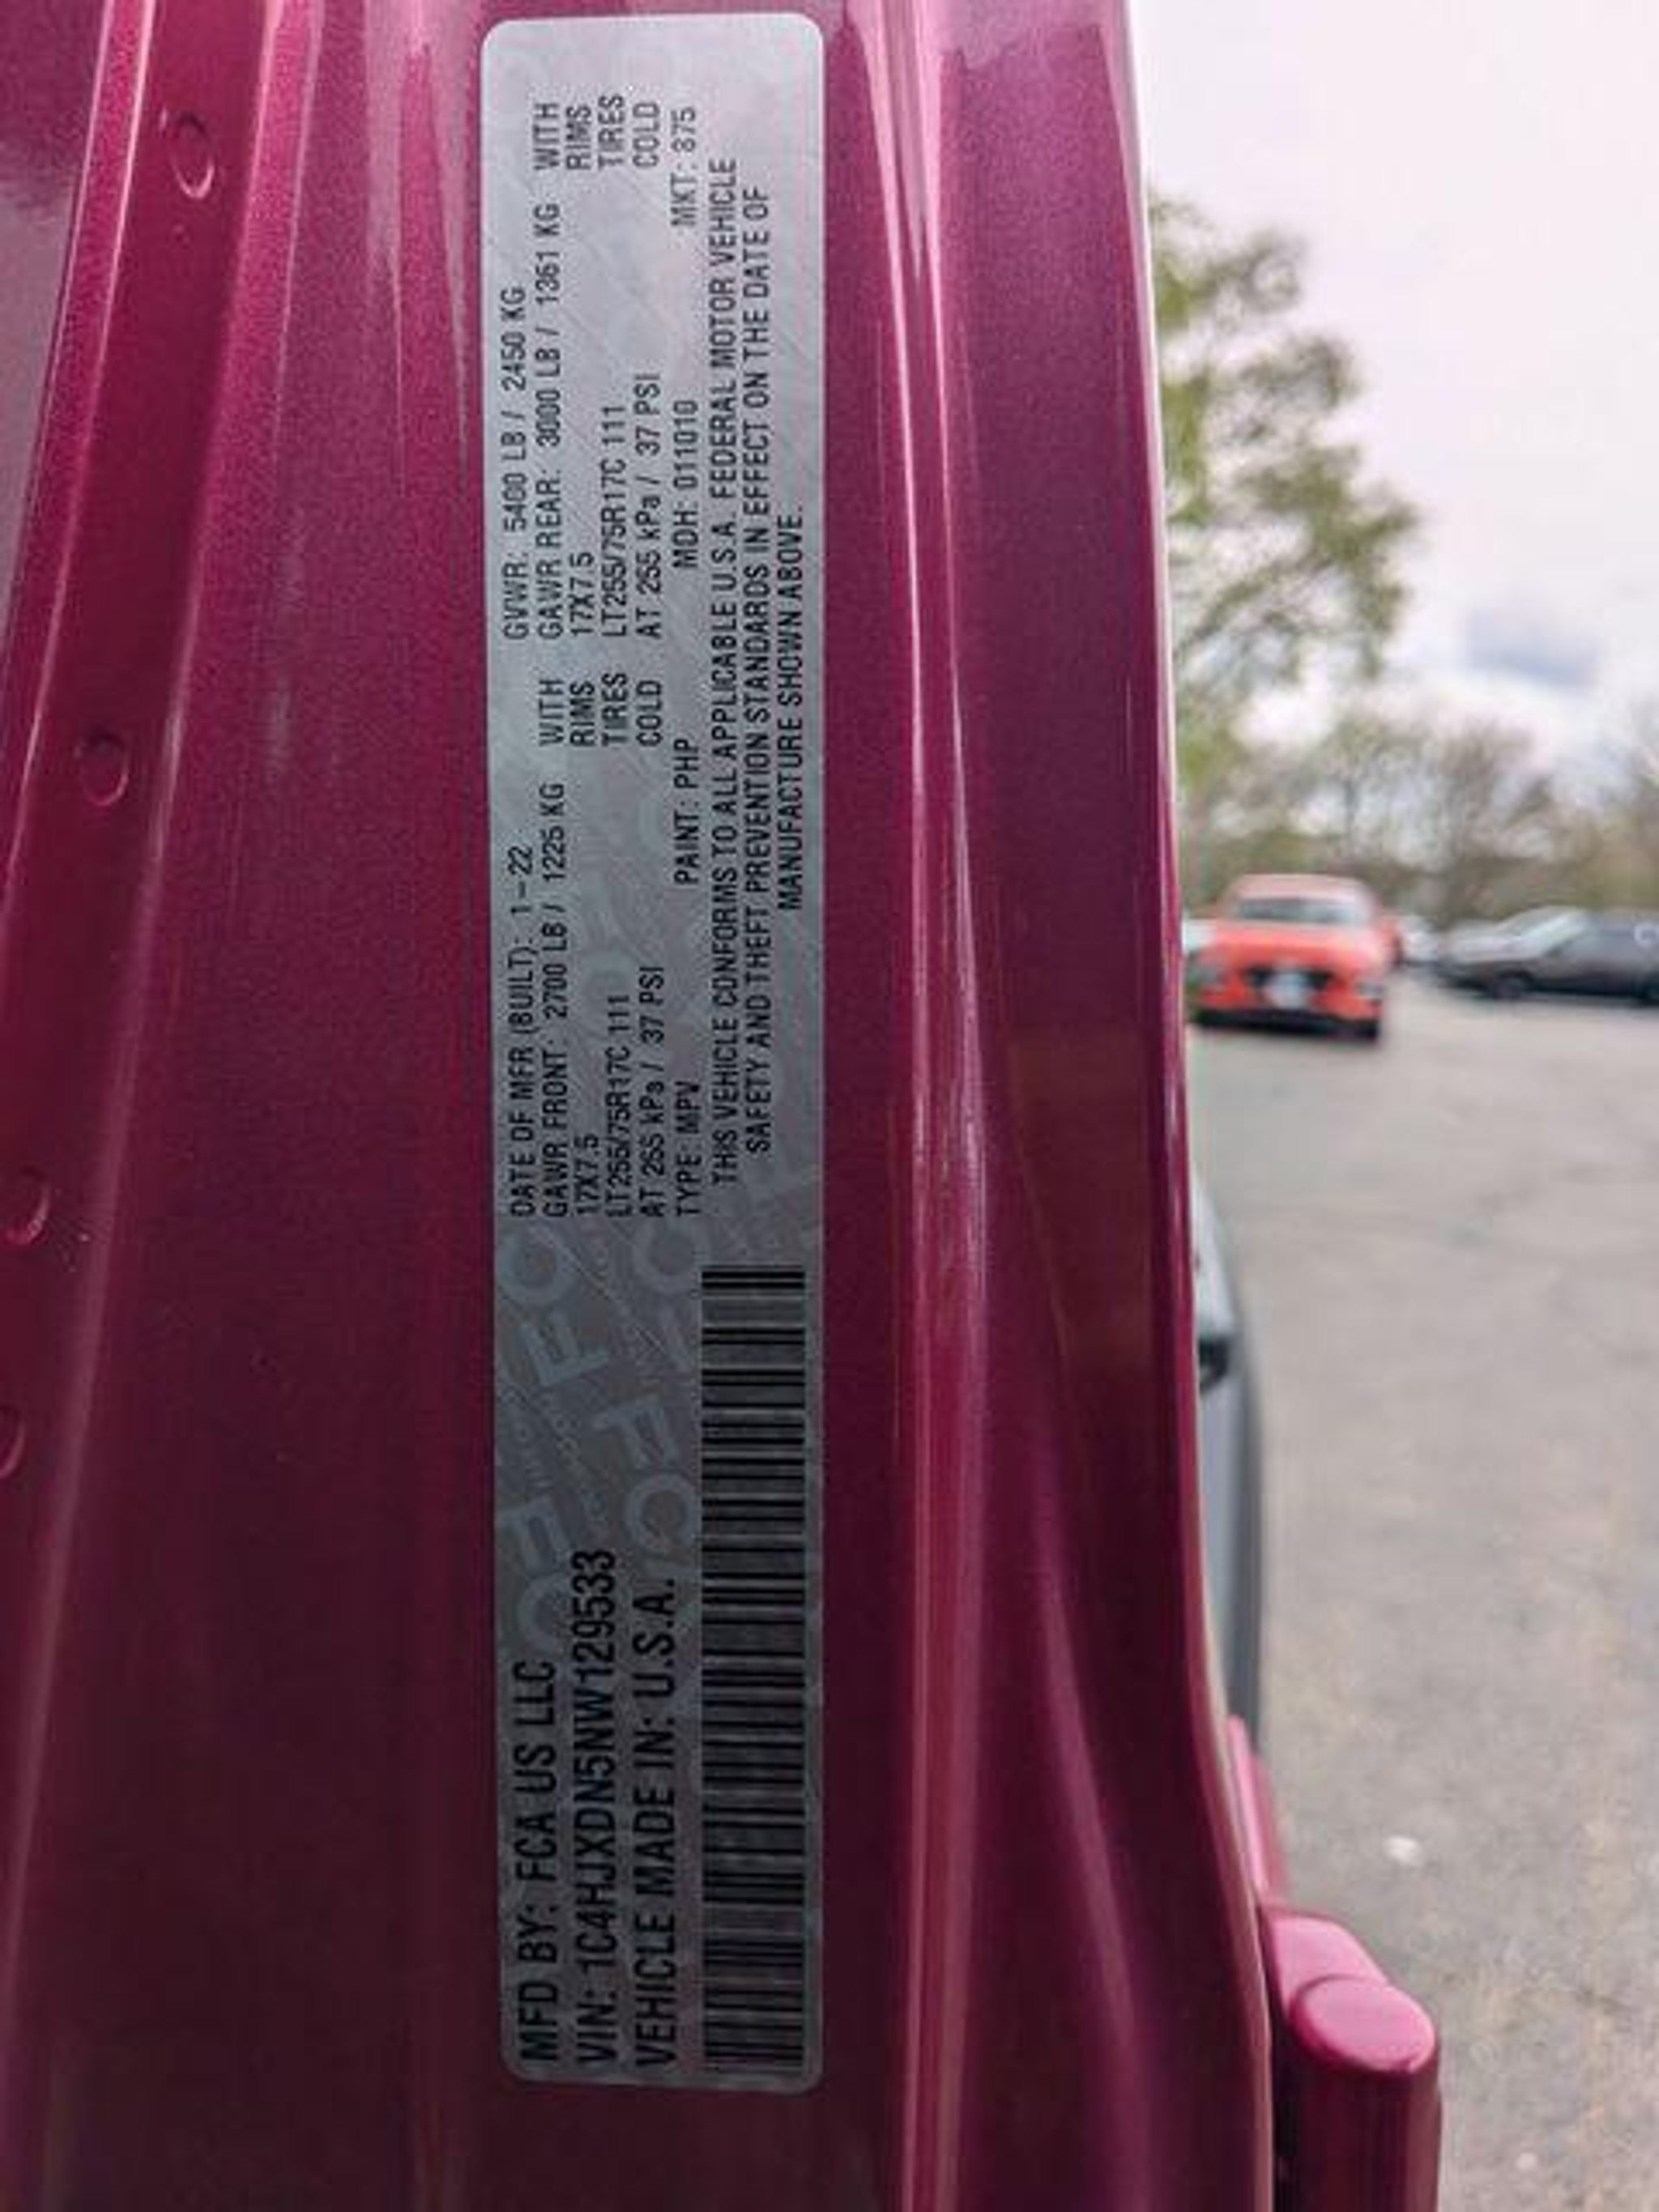 MFD BY: FCA US LLC
VIN: 1C4HJXDN5NW129533
VEHICLE MADE IN: U.S.A.
DATE OF MFR (BUILT): 1-22 GVWR: 5400 LB / 2450 KG
GAWR FRONT: 2700 LB / 1225 KG WITH GAWR REAR: 3000 LB / 1361 KG WITH
17X7.5 RIMS 17X7.5 RIMS
LT255/75R17C 111 TIRES LT255/75R17C 111 TIRES
AT 255 kPa / 37 PSI COLD AT 255 kPa / 37 PSI COLD
TYPE: MPV PAINT: PHP MDH: 011010 MKT: 875
THIS VEHICLE CONFORMS TO ALL APPLICABLE U.S.A. FEDERAL MOTOR VEHICLE
SAFETY AND THEFT PREVENTION STANDARDS IN EFFECT ON THE DATE OF
MANUFACTURE SHOWN ABOVE.